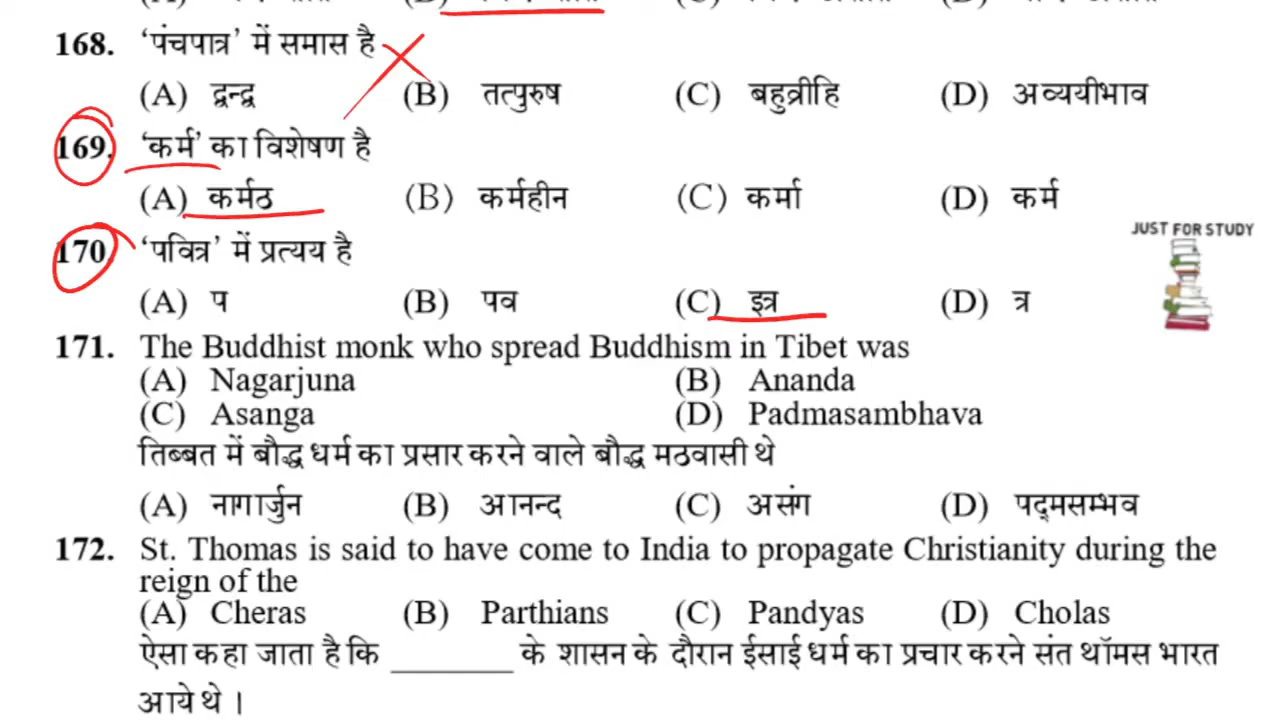 168. ‘पंचपात्र’ में समास है
(A) द्वन्द्व (B) तत्पुरुष (C) बहुव्रीहि (D) अव्ययीभाव
169. ‘कर्म’ का विशेषण है
(A) कर्मठ (B) कर्महीन (C) कर्मा (D) कर्म
170. ‘पवित्र’ में प्रत्यय है
JUST FOR STUDY
(A) प (B) पव (C) इत्र (D) त्र
171. The Buddhist monk who spread Buddhism in Tibet was
(A) Nagarjuna (B) Ananda
(C) Asanga (D) Padmasambhava
तिब्बत में बौद्ध धर्म का प्रसार करने वाले बौद्ध मठवासी थे
(A) नागार्जुन (B) आनन्द (C) असंग (D) पद्मसम्भव
172. St. Thomas is said to have come to India to propagate Christianity during the
reign of the
(A) Cheras (B) Parthians (C) Pandyas (D) Cholas
ऐसा कहा जाता है कि ________ के शासन के दौरान ईसाई धर्म का प्रचार करने संत थॉमस भारत
आये थे ।